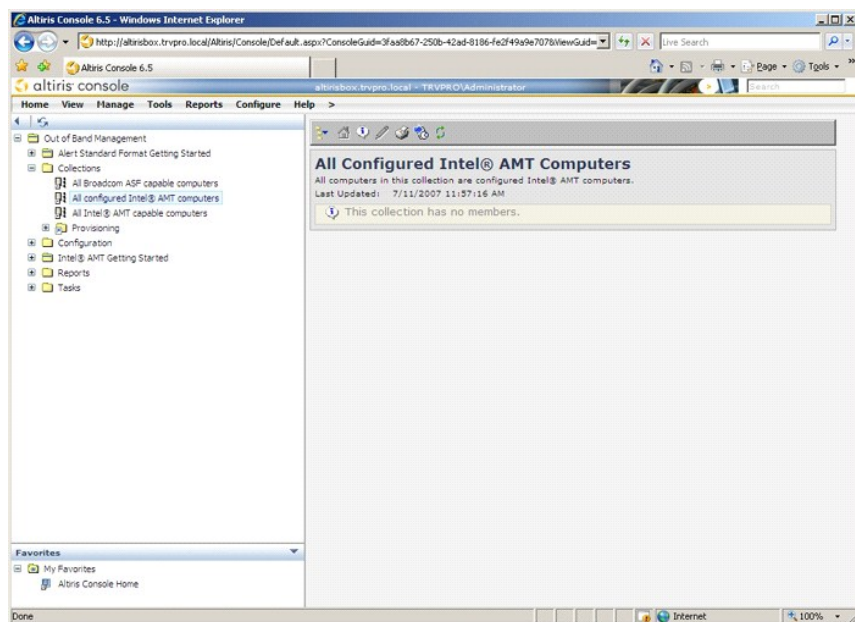 Altiris Console 6.5 - Windows Internet Explorer
http://altirisbox.trvpro.local/Altiris/Console/Default.aspx?ConsoleGuid=3faa8b67-250b-42ad-8186-fe2f49a9e707&ViewGuid=
Live Search
Altiris Console 6.5
Page
Tools
altiris console
altirisbox.trvpro.local - TRVPRO\Administrator
Search
Home View Manage Tools Reports Configure Help >
Out of Band Management
Alert Standard Format Getting Started
Collections
All Broadcom ASF capable computers
All configured Intel® AMT computers
All Intel® AMT capable computers
Provisioning
Configuration
Intel® AMT Getting Started
Reports
Tasks
All Configured Intel® AMT Computers
All computers in this collection are configured Intel® AMT computers.
Last Updated: 7/11/2007 11:57:16 AM
This collection has no members.
Favorites
My Favorites
Altiris Console Home
Done
Internet
100%